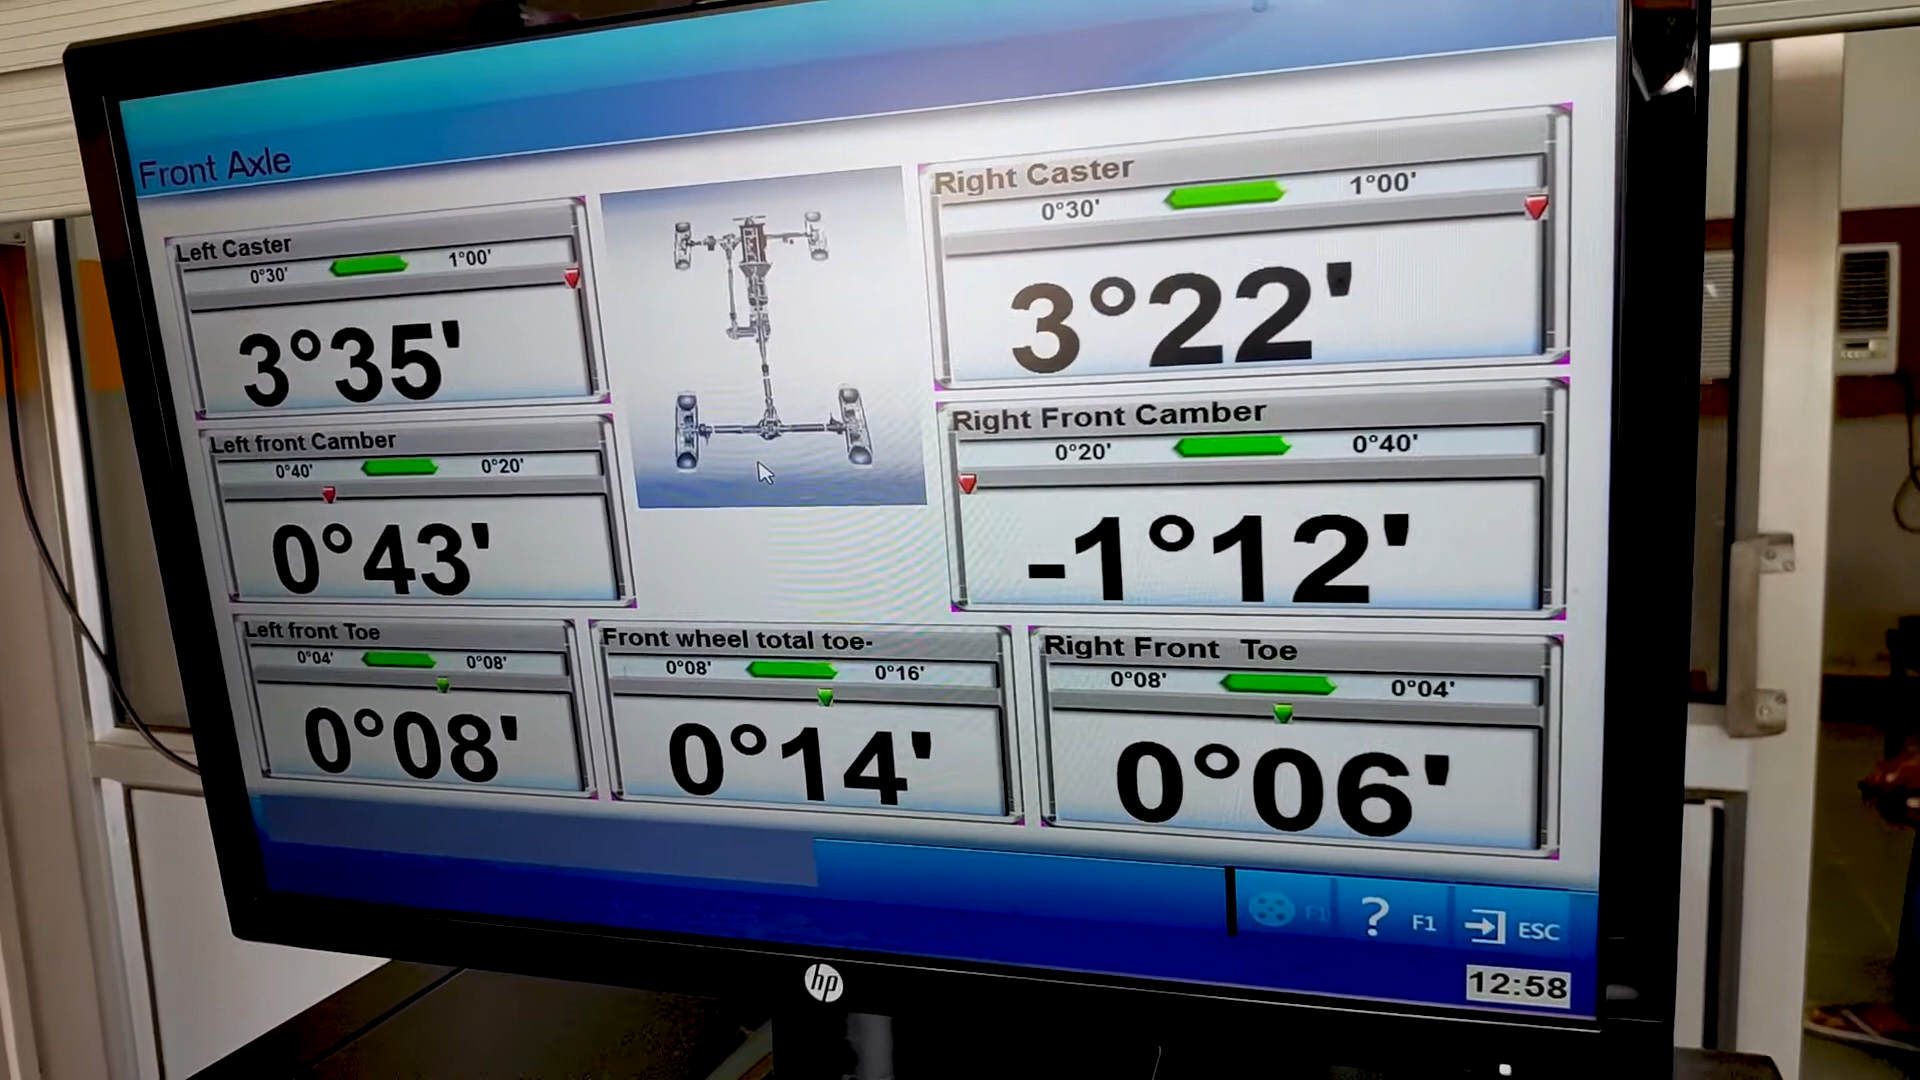 Front Axle
Left Caster
0°30' 1°00'
3°35'
Right Caster
0°30' 1°00'
3°22'
Left front Camber
0°40' 0°20'
0°43'
Right Front Camber
0°20' 0°40'
-1°12'
Left front Toe
0°04' 0°08'
0°08'
Front wheel total toe-
0°08' 0°16'
0°14'
Right Front Toe
0°08' 0°04'
0°06'
F1 ? F1 ESC
12:58
hp